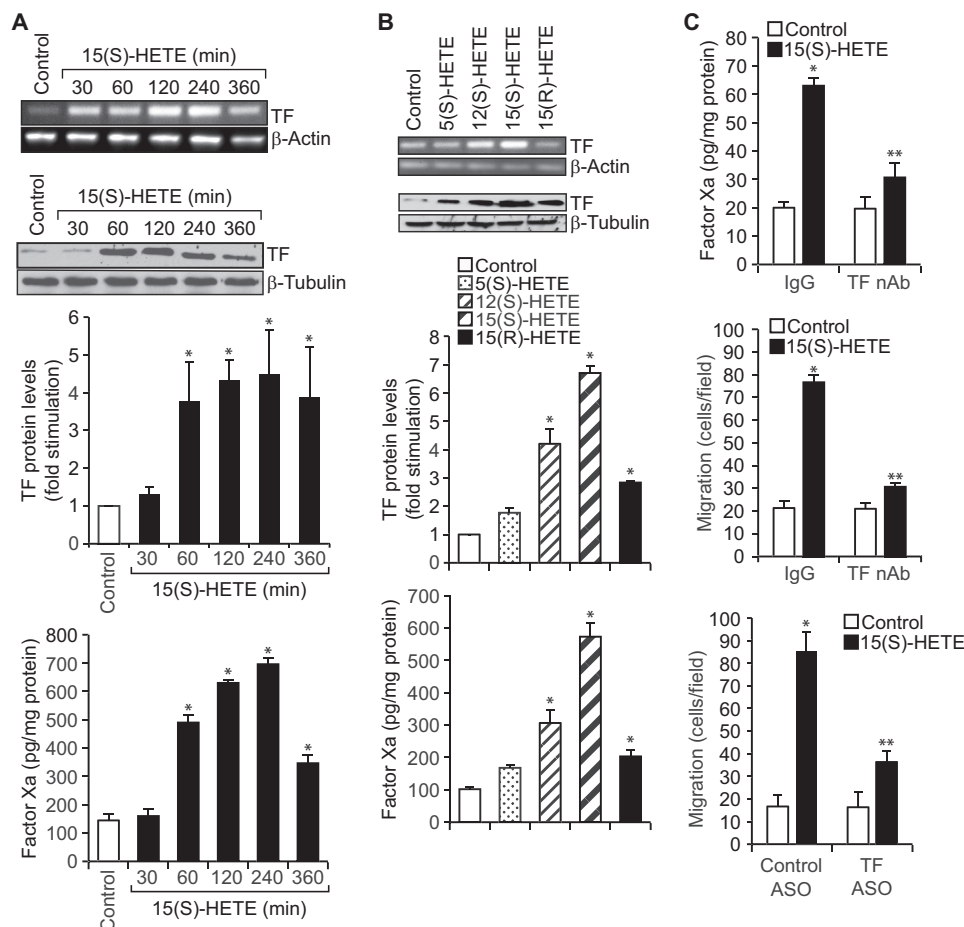 A
Control
15(S)-HETE (min)
30 60 120 240 360
TF
β-Actin
Control
15(S)-HETE (min)
30 60 120 240 360
TF
β-Tubulin
TF protein levels
(fold stimulation)
6
5
4
3
2
1
0
* * * *
Control
30 60 120 240 360
15(S)-HETE (min)
Factor Xa (pg/mg protein)
800
700
600
500
400
300
200
100
0
* * * *
Control
30 60 120 240 360
15(S)-HETE (min)
B
Control
5(S)-HETE
12(S)-HETE
15(S)-HETE
15(R)-HETE
TF
β-Actin
TF
β-Tubulin
Control
5(S)-HETE
12(S)-HETE
15(S)-HETE
15(R)-HETE
TF protein levels
(fold stimulation)
8
7
6
5
4
3
2
1
0
* * *
Factor Xa (pg/mg protein)
700
600
500
400
300
200
100
0
* * *
C
Control
15(S)-HETE
Factor Xa (pg/mg protein)
80
70
60
50
40
30
20
10
0
* **
IgG TF nAb
Control
15(S)-HETE
Migration (cells/field)
100
90
80
70
60
50
40
30
20
10
0
* **
IgG TF nAb
Control
15(S)-HETE
Migration (cells/field)
100
90
80
70
60
50
40
30
20
10
0
* **
Control TF
ASO ASO